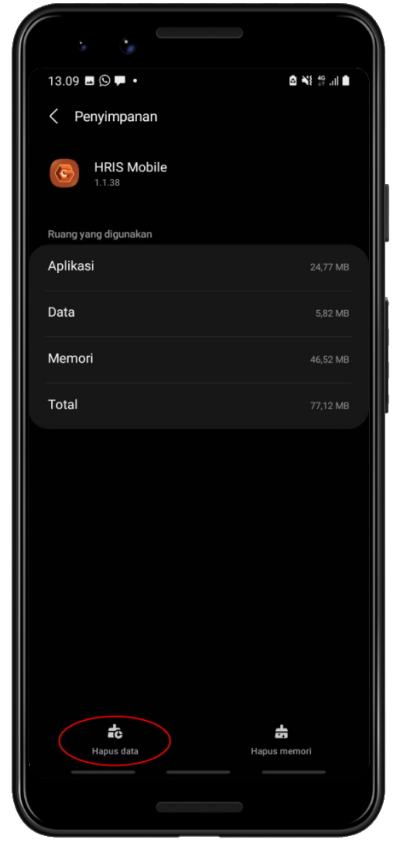 13.09
Penyimpanan
HRIS Mobile
1.1.38
Ruang yang digunakan
Aplikasi 24,77 MB
Data 5,82 MB
Memori 46,52 MB
Total 77,12 MB
Hapus data Hapus memori